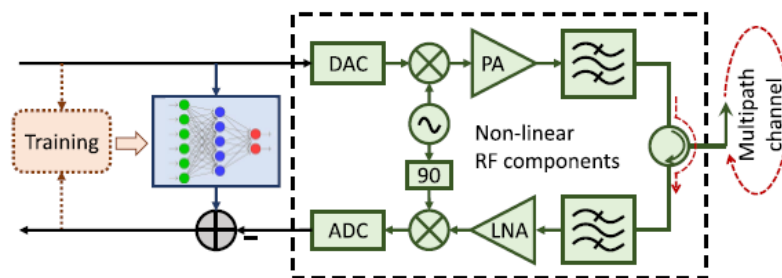 DAC
PA
Training
Non-linear
RF components
90
Multipath
channel
ADC
LNA